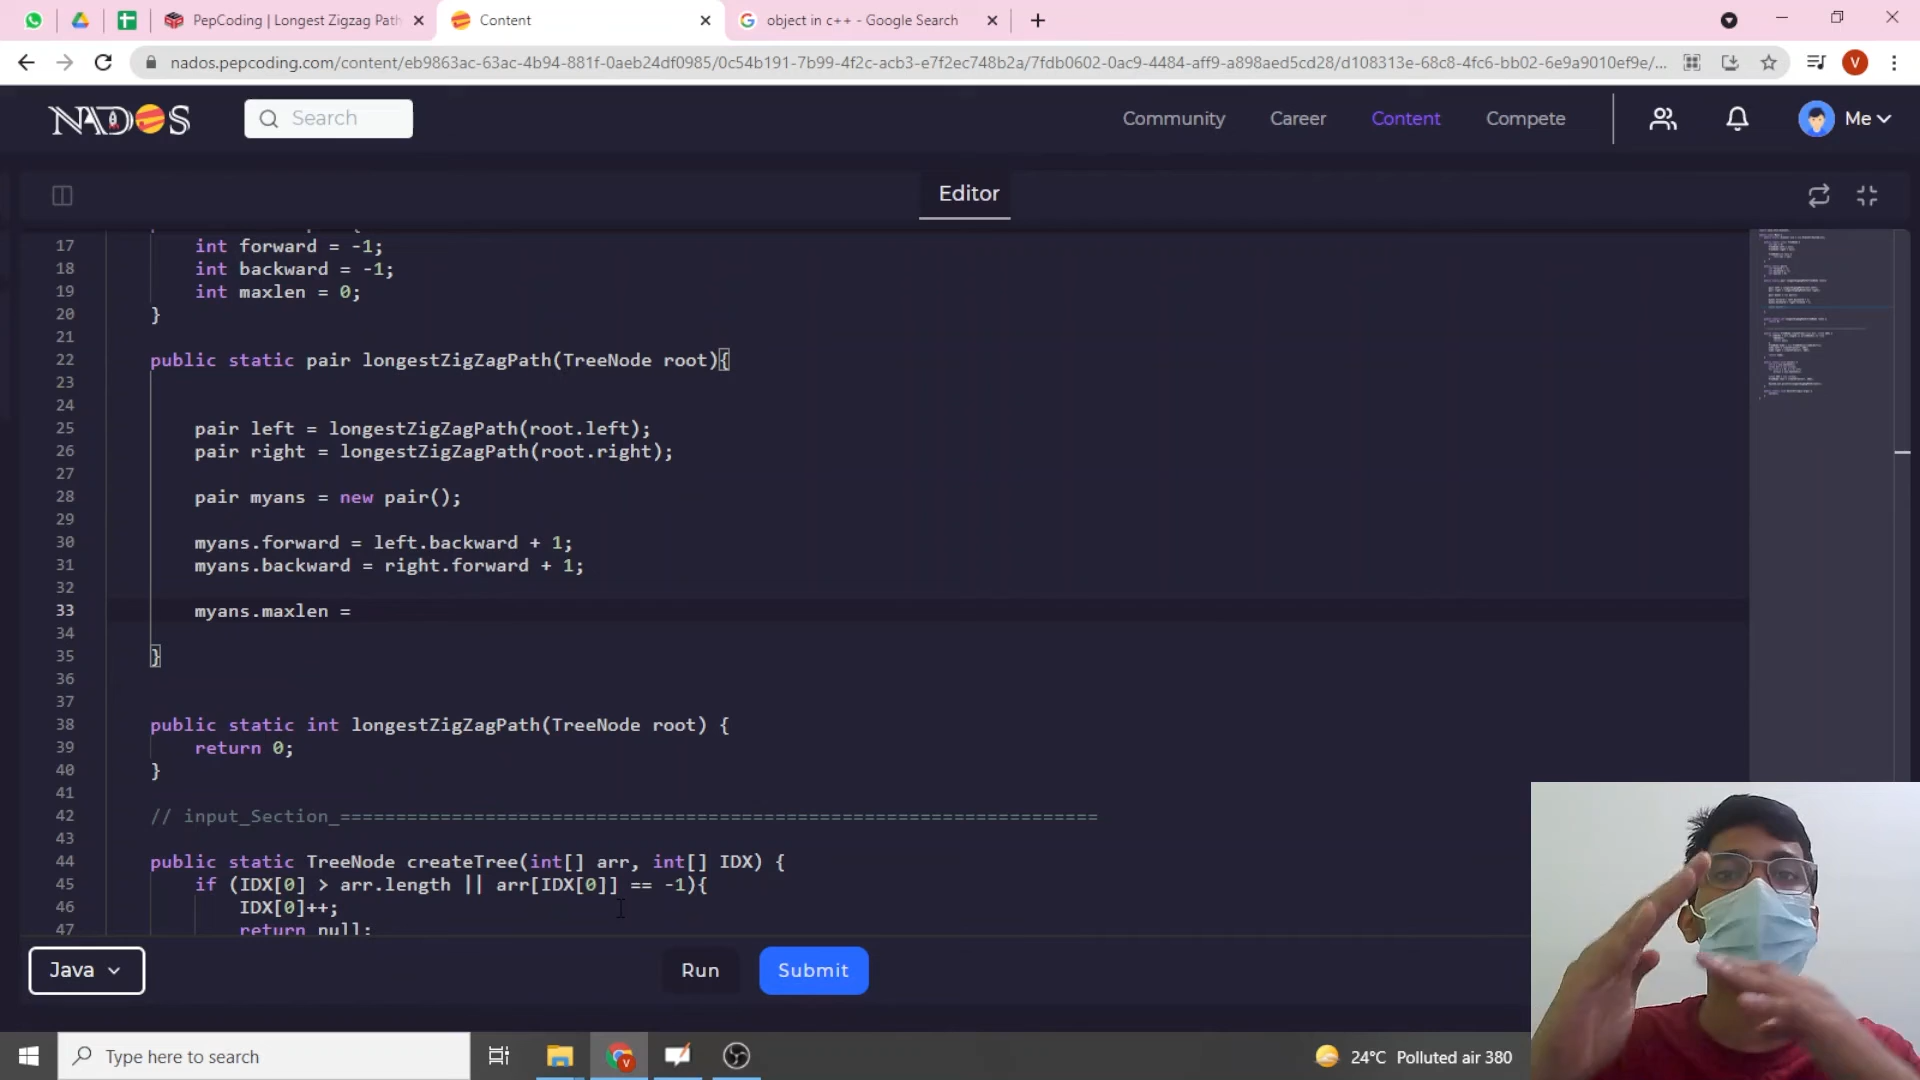 PepCoding | Longest Zigzag Path
Content
object in c++ - Google Search
nados.pepcoding.com/content/eb9863ac-63ac-4b94-881f-0aeb24df0985/0c54b191-7b99-4f2c-acb3-e7f2ec748b2a/7fdb0602-0ac9-4484-aff9-a898aed5cd28/d108313e-68c8-4fc6-bb02-6e9a9010ef9e/...
V
NADOS
Search
Community
Career
Content
Compete
Me
Editor
17 int forward = -1;
18 int backward = -1;
19 int maxlen = 0;
20 }
21
22 public static pair longestZigZagPath(TreeNode root){
23
24
25 pair left = longestZigZagPath(root.left);
26 pair right = longestZigZagPath(root.right);
27
28 pair myans = new pair();
29
30 myans.forward = left.backward + 1;
31 myans.backward = right.forward + 1;
32
33 myans.maxlen =
34
35 }
36
37
38 public static int longestZigZagPath(TreeNode root) {
39 return 0;
40 }
41
42 // input_Section_====================================================================
43
44 public static TreeNode createTree(int[] arr, int[] IDX) {
45 if (IDX[0] > arr.length || arr[IDX[0]] == -1){
46 IDX[0]++;
47 return null;
Java
Run
Submit
Type here to search
24°C Polluted air 380